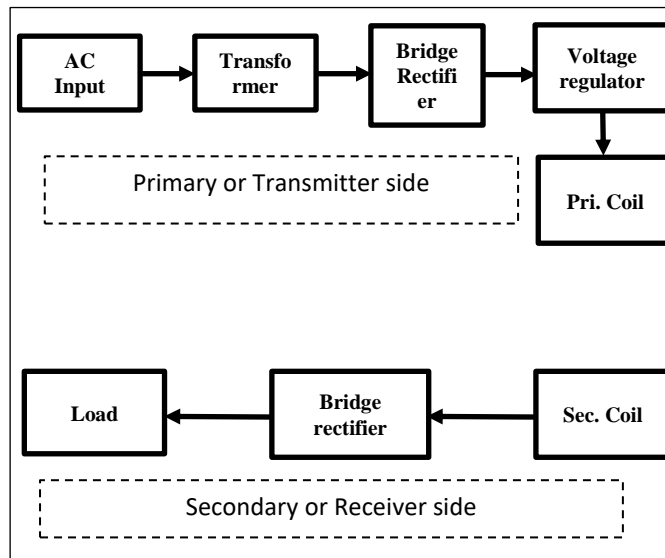 AC
Input
Transfo
rmer
Bridge
Rectifi
er
Voltage
regulator
Primary or Transmitter side
Pri. Coil
Load
Bridge
rectifier
Sec. Coil
Secondary or Receiver side